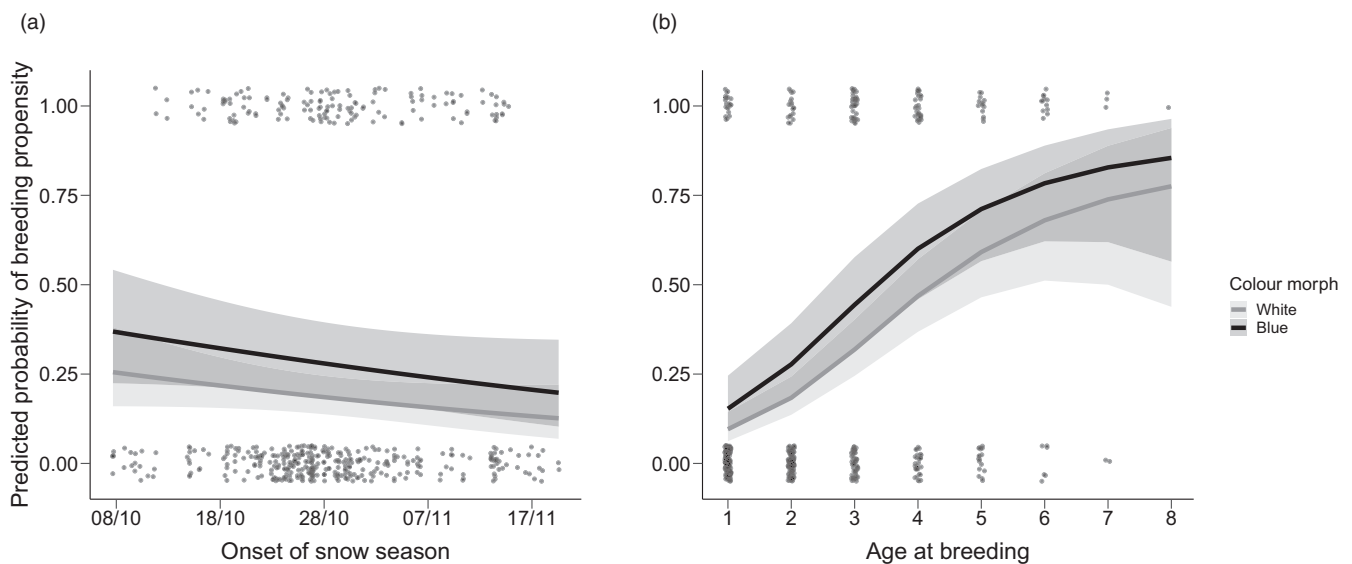 (a)
Predicted probability of breeding propensity
1.00
0.75
0.50
0.25
0.00
08/10 18/10 28/10 07/11 17/11
Onset of snow season
(b)
1.00
0.75
0.50
0.25
0.00
1 2 3 4 5 6 7 8
Age at breeding
Colour morph
White
Blue